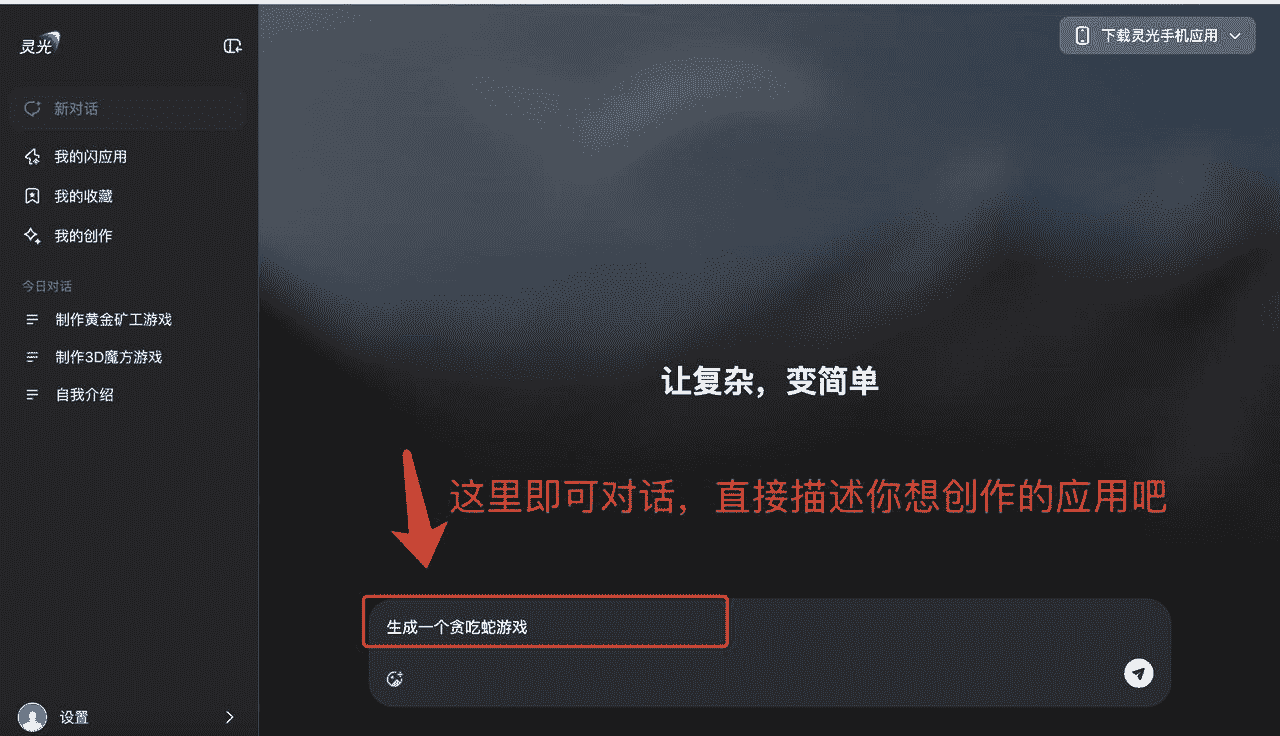 灵光
下载灵光手机应用
新对话
我的闪应用
我的收藏
我的创作
今日对话
制作黄金矿工游戏
制作3D魔方游戏
自我介绍
让复杂，变简单
这里即可对话，直接描述你想创作的应用吧
生成一个贪吃蛇游戏
设置